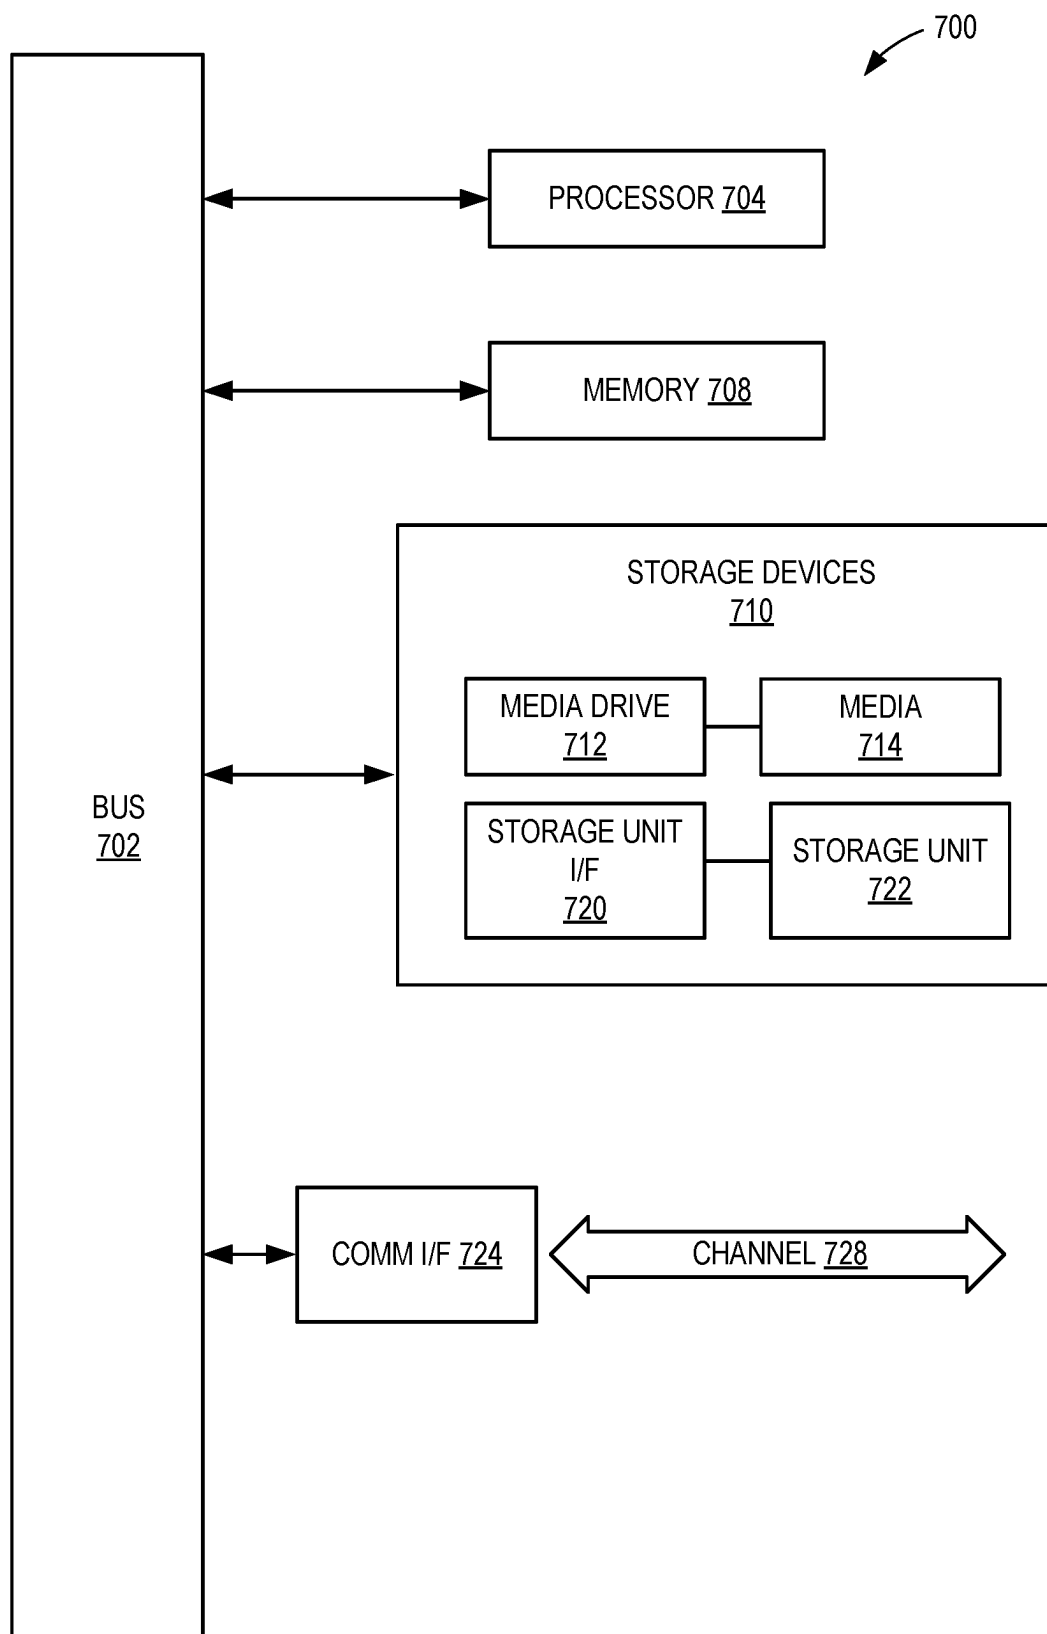 700
PROCESSOR 704
MEMORY 708
STORAGE DEVICES
710
MEDIA DRIVE
712
MEDIA
714
BUS
702
STORAGE UNIT
I/F
720
STORAGE UNIT
722
COMM I/F 724
CHANNEL 728